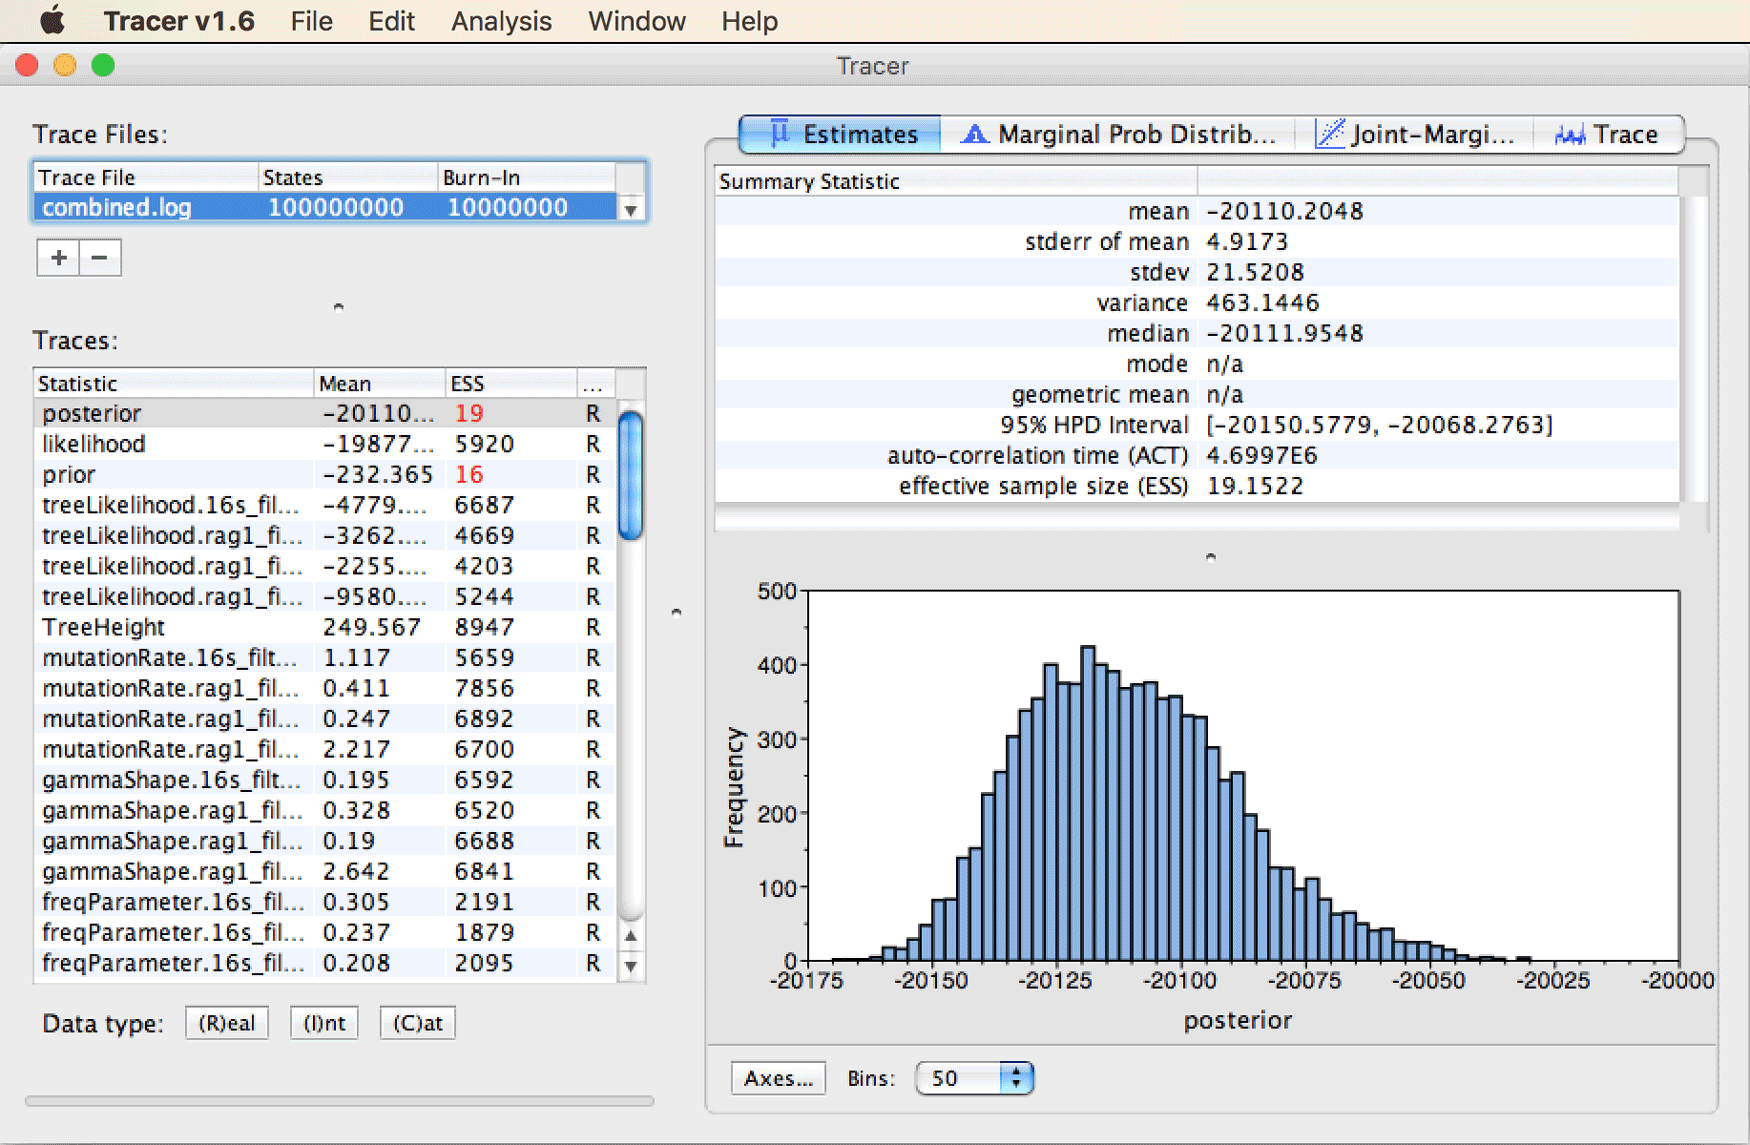 Tracer v1.6 File Edit Analysis Window Help
Tracer
Trace Files:
Trace File States Burn-In
combined.log 100000000 10000000
+ −
Traces:
Statistic Mean ESS ...
posterior -20110... 19 R
likelihood -19877... 5920 R
prior -232.365 16 R
treeLikelihood.16s_fil... -4779.... 6687 R
treeLikelihood.rag1_fi... -3262.... 4669 R
treeLikelihood.rag1_fi... -2255.... 4203 R
treeLikelihood.rag1_fi... -9580.... 5244 R
TreeHeight 249.567 8947 R
mutationRate.16s_filt... 1.117 5659 R
mutationRate.rag1_fil... 0.411 7856 R
mutationRate.rag1_fil... 0.247 6892 R
mutationRate.rag1_fil... 2.217 6700 R
gammaShape.16s_filt... 0.195 6592 R
gammaShape.rag1_fil... 0.328 6520 R
gammaShape.rag1_fil... 0.19 6688 R
gammaShape.rag1_fil... 2.642 6841 R
freqParameter.16s_fil... 0.305 2191 R
freqParameter.16s_fil... 0.237 1879 R
freqParameter.16s_fil... 0.208 2095 R
Data type: (R)eal (I)nt (C)at
Estimates Marginal Prob Distrib... Joint-Margi... Trace
Summary Statistic
mean -20110.2048
stderr of mean 4.9173
stdev 21.5208
variance 463.1446
median -20111.9548
mode n/a
geometric mean n/a
95% HPD Interval [-20150.5779, -20068.2763]
auto-correlation time (ACT) 4.6997E6
effective sample size (ESS) 19.1522
500
400
300
200
100
0
Frequency
-20175 -20150 -20125 -20100 -20075 -20050 -20025 -20000
posterior
Axes... Bins: 50